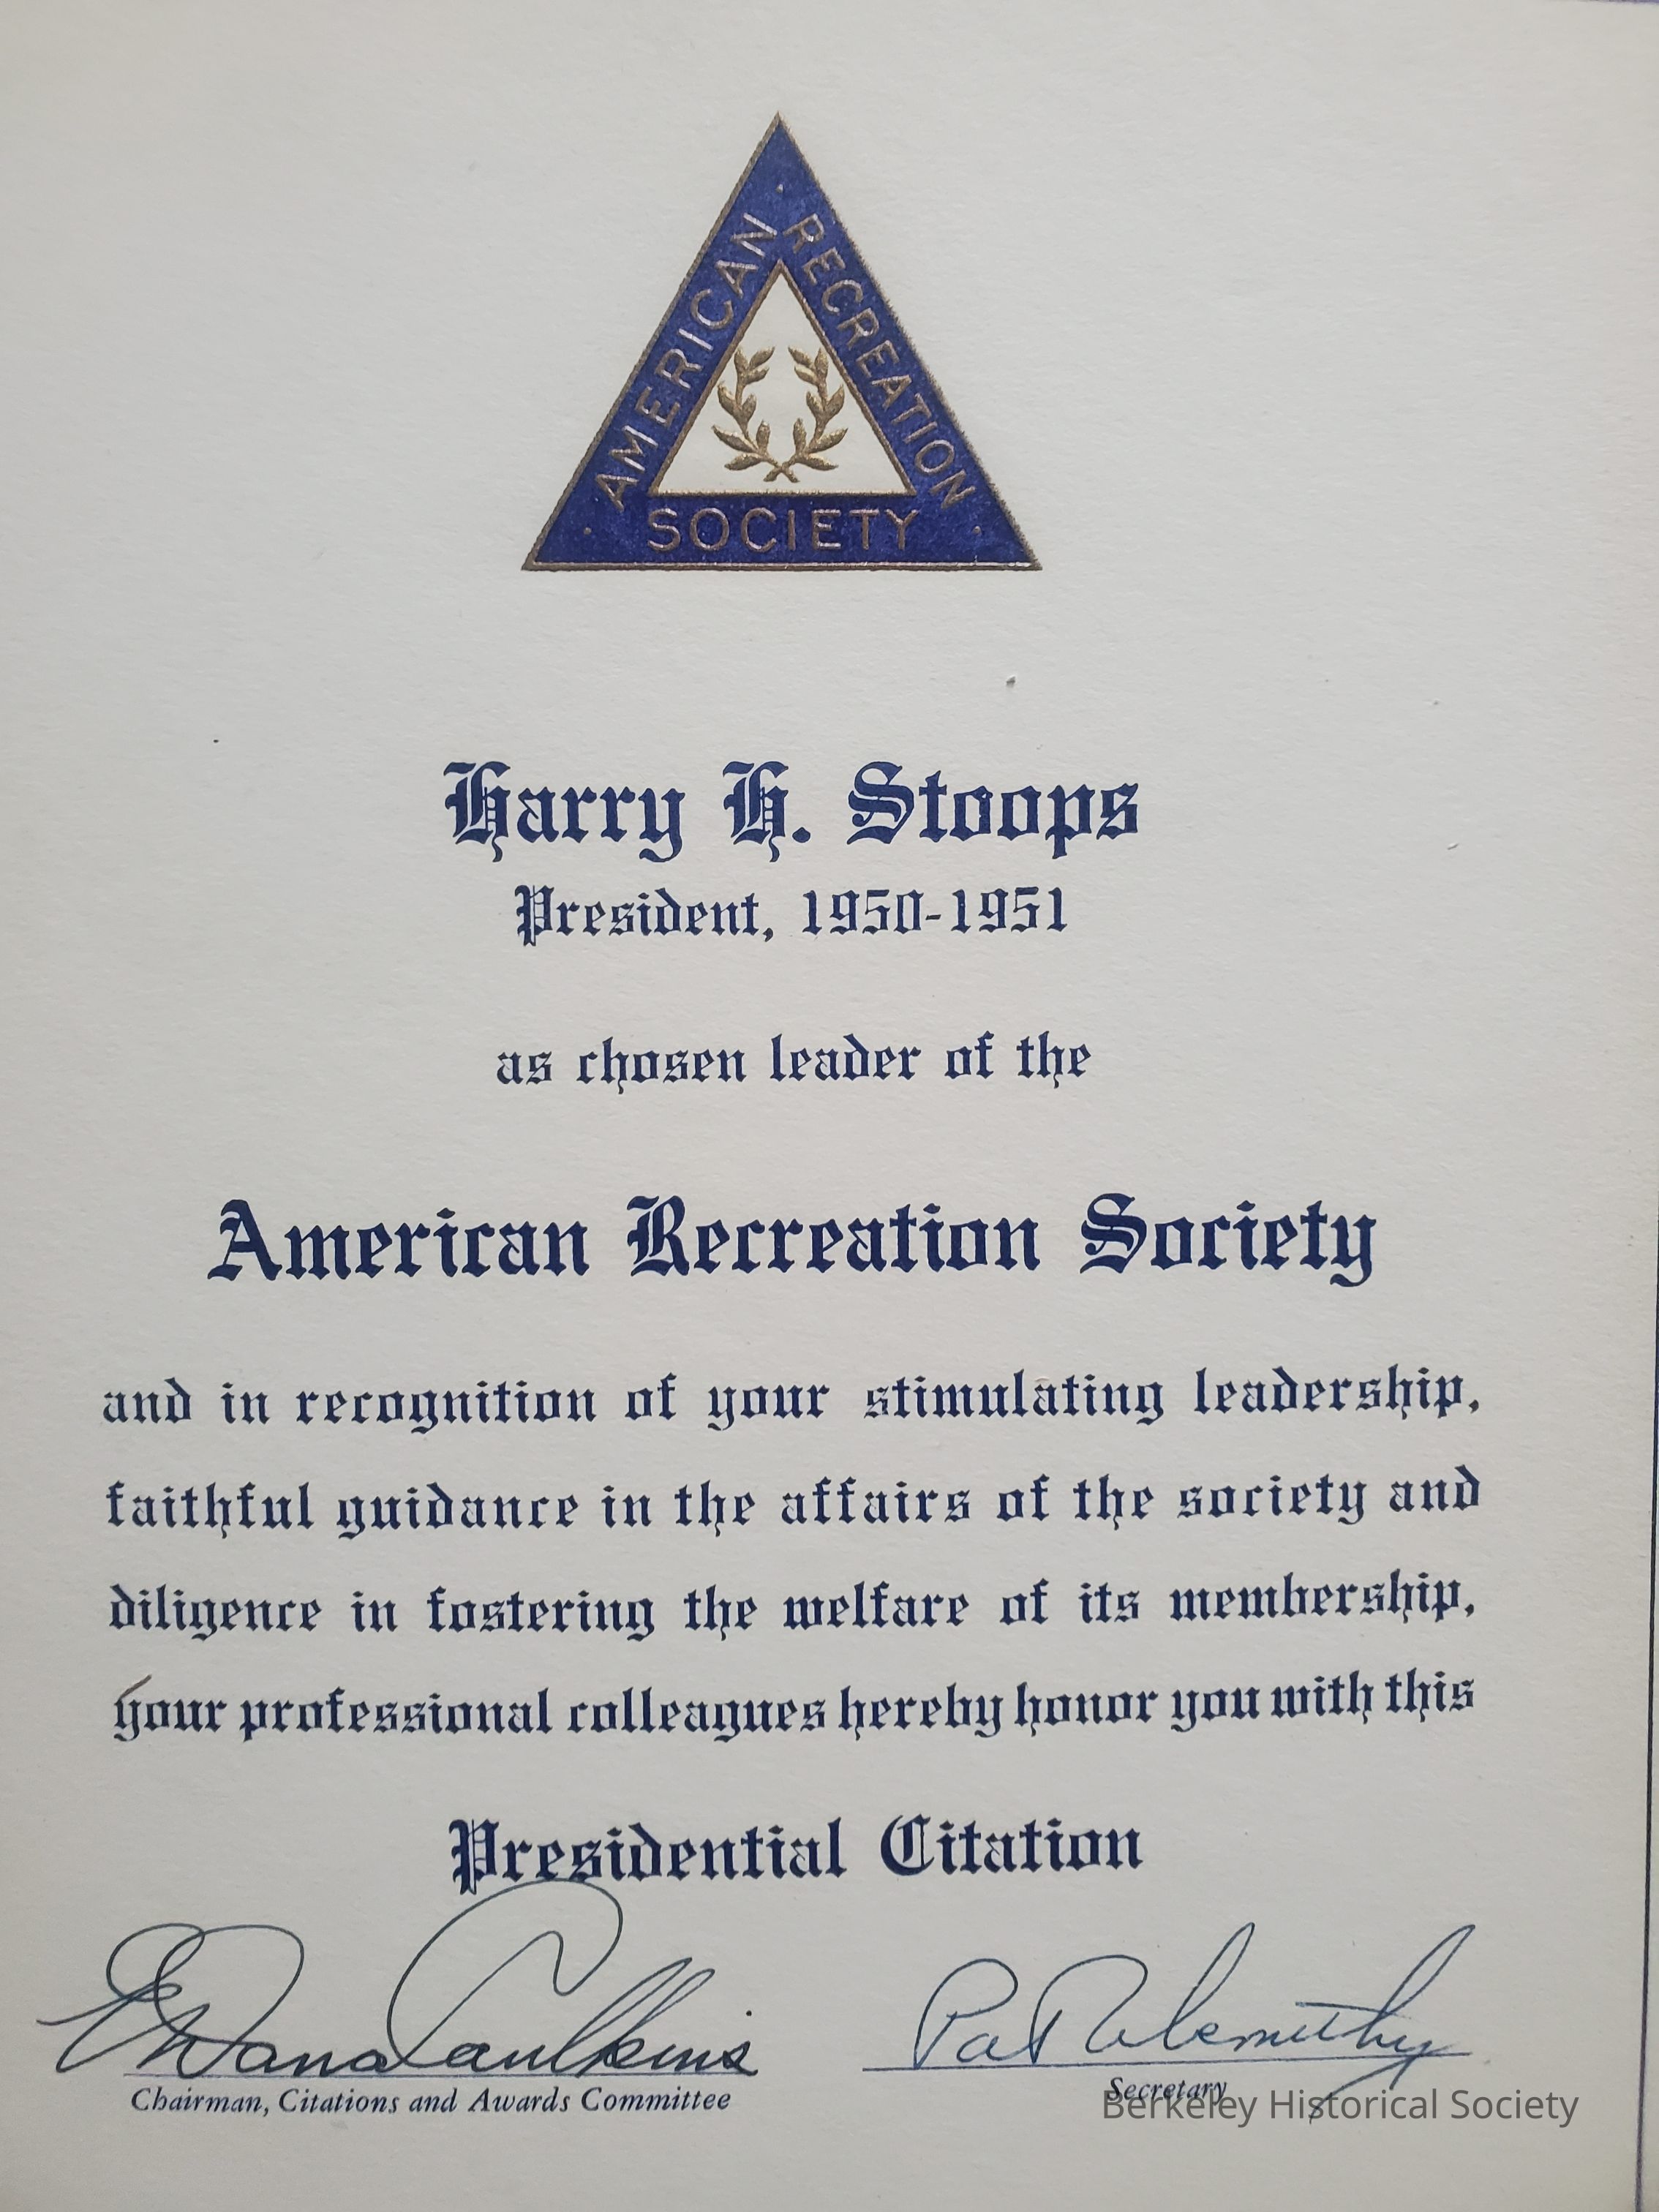 AMERICAN RECREATION
SOCIETY
Harry H. Stoops
President, 1950-1951
as chosen leader of the
American Recreation Society
and in recognition of your stimulating leadership,
faithful guidance in the affairs of the society and
diligence in fostering the welfare of its membership,
your professional colleagues hereby honor you with this
Presidential Citation
E Dana Caulkins
Pat
Chairman, Citations and Awards Committee
Secretary
Berkeley Historical Society